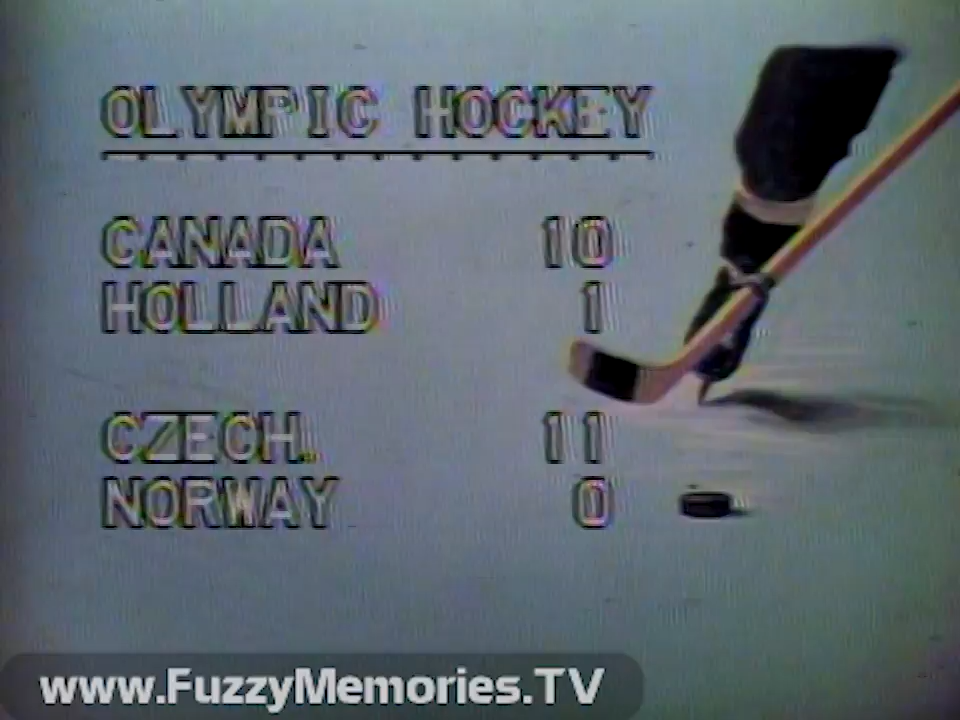 OLYMPIC HOCKEY
CANADA 10
HOLLAND 1
CZECH. 11
NORWAY 0
www.FuzzyMemories.TV